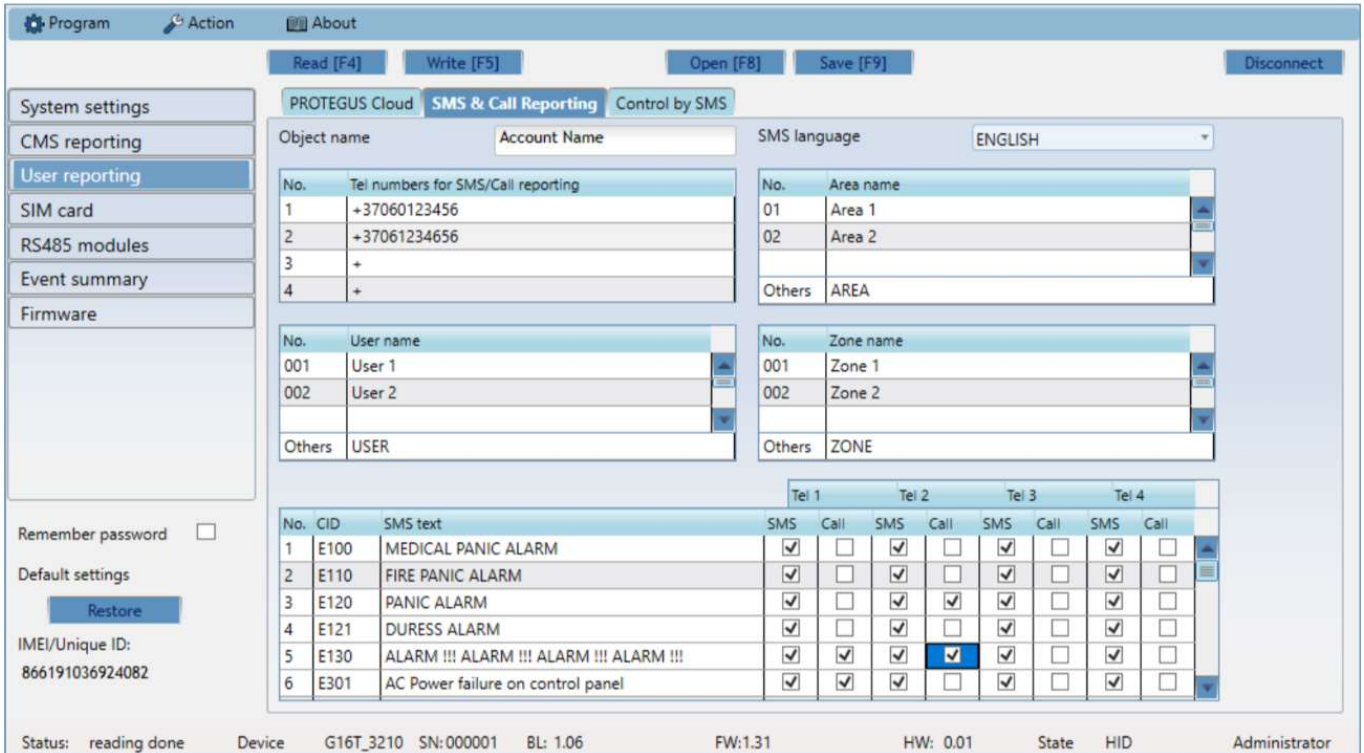 Program Action About
Read [F4] Write [F5] Open [F8] Save [F9] Disconnect
System settings
CMS reporting
User reporting
SIM card
RS485 modules
Event summary
Firmware
PROTEGUS Cloud SMS & Call Reporting Control by SMS
Object name Account Name SMS language ENGLISH
No. Tel numbers for SMS/Call reporting
1 +37060123456
2 +37061234656
3 +
4 +
No. Area name
01 Area 1
02 Area 2
Others AREA
No. User name
001 User 1
002 User 2
Others USER
No. Zone name
001 Zone 1
002 Zone 2
Others ZONE
Tel 1 Tel 2 Tel 3 Tel 4
No. CID SMS text SMS Call SMS Call SMS Call SMS Call
1 E100 MEDICAL PANIC ALARM
2 E110 FIRE PANIC ALARM
3 E120 PANIC ALARM
4 E121 DURESS ALARM
5 E130 ALARM !!! ALARM !!! ALARM !!! ALARM !!!
6 E301 AC Power failure on control panel
Remember password
Default settings
Restore
IMEI/Unique ID:
866191036924082
Status: reading done Device G16T_3210 SN: 000001 BL: 1.06 FW:1.31 HW: 0.01 State HID Administrator